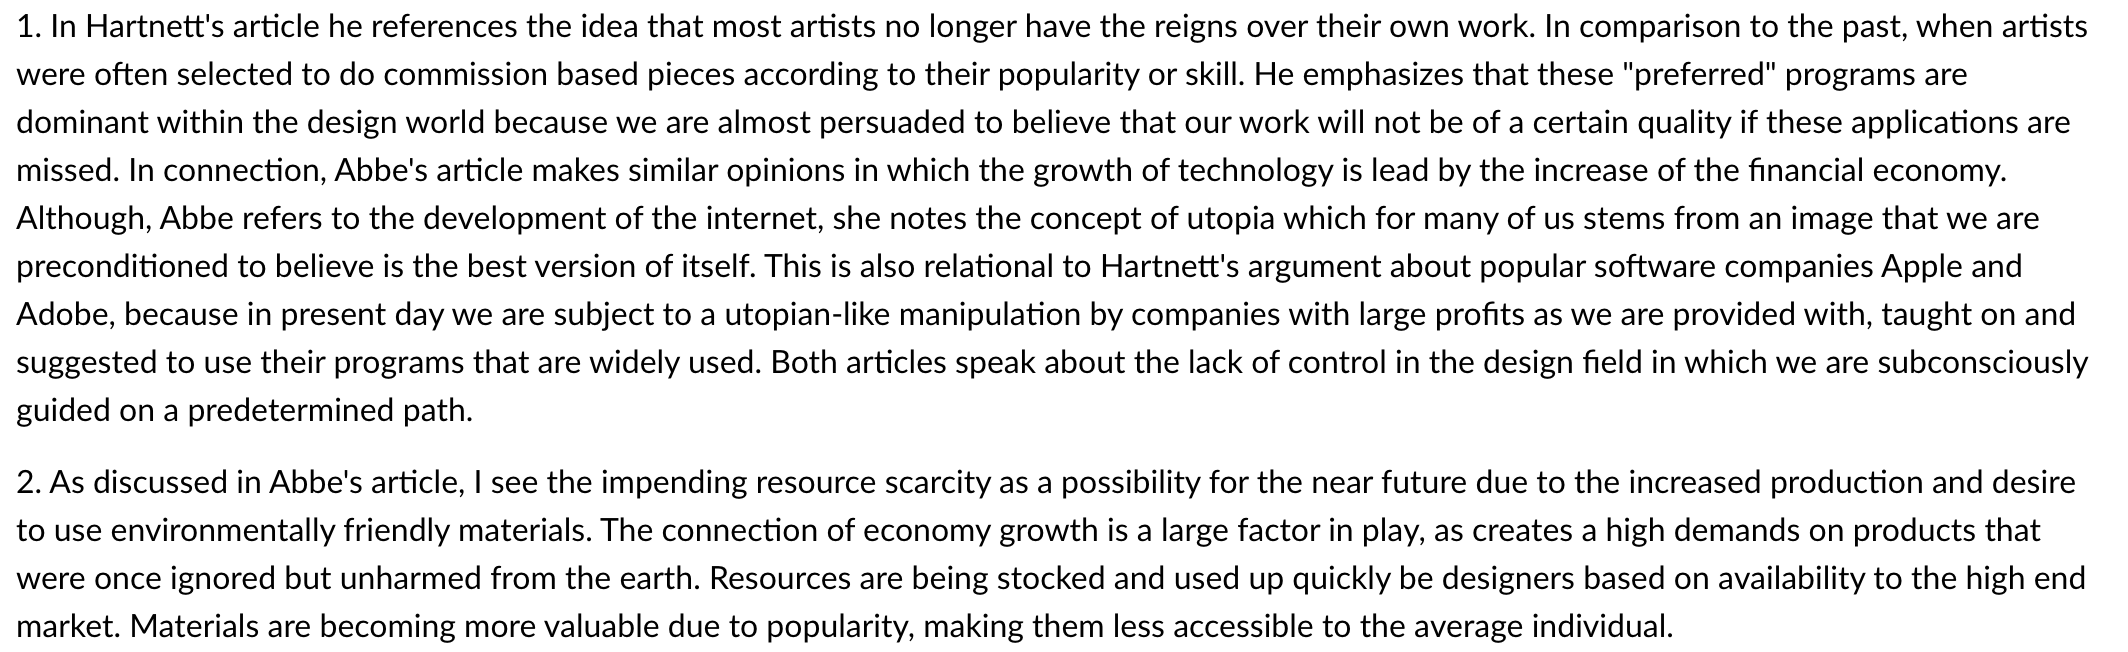 1. In Hartnett's article he references the idea that most artists no longer have the reigns over their own work. In comparison to the past, when artists
were often selected to do commission based pieces according to their popularity or skill. He emphasizes that these "preferred" programs are
dominant within the design world because we are almost persuaded to believe that our work will not be of a certain quality if these applications are
missed. In connection, Abbe's article makes similar opinions in which the growth of technology is lead by the increase of the financial economy.
Although, Abbe refers to the development of the internet, she notes the concept of utopia which for many of us stems from an image that we are
preconditioned to believe is the best version of itself. This is also relational to Hartnett's argument about popular software companies Apple and
Adobe, because in present day we are subject to a utopian-like manipulation by companies with large profits as we are provided with, taught on and
suggested to use their programs that are widely used. Both articles speak about the lack of control in the design field in which we are subconsciously
guided on a predetermined path.
2. As discussed in Abbe's article, I see the impending resource scarcity as a possibility for the near future due to the increased production and desire
to use environmentally friendly materials. The connection of economy growth is a large factor in play, as creates a high demands on products that
were once ignored but unharmed from the earth. Resources are being stocked and used up quickly be designers based on availability to the high end
market. Materials are becoming more valuable due to popularity, making them less accessible to the average individual.